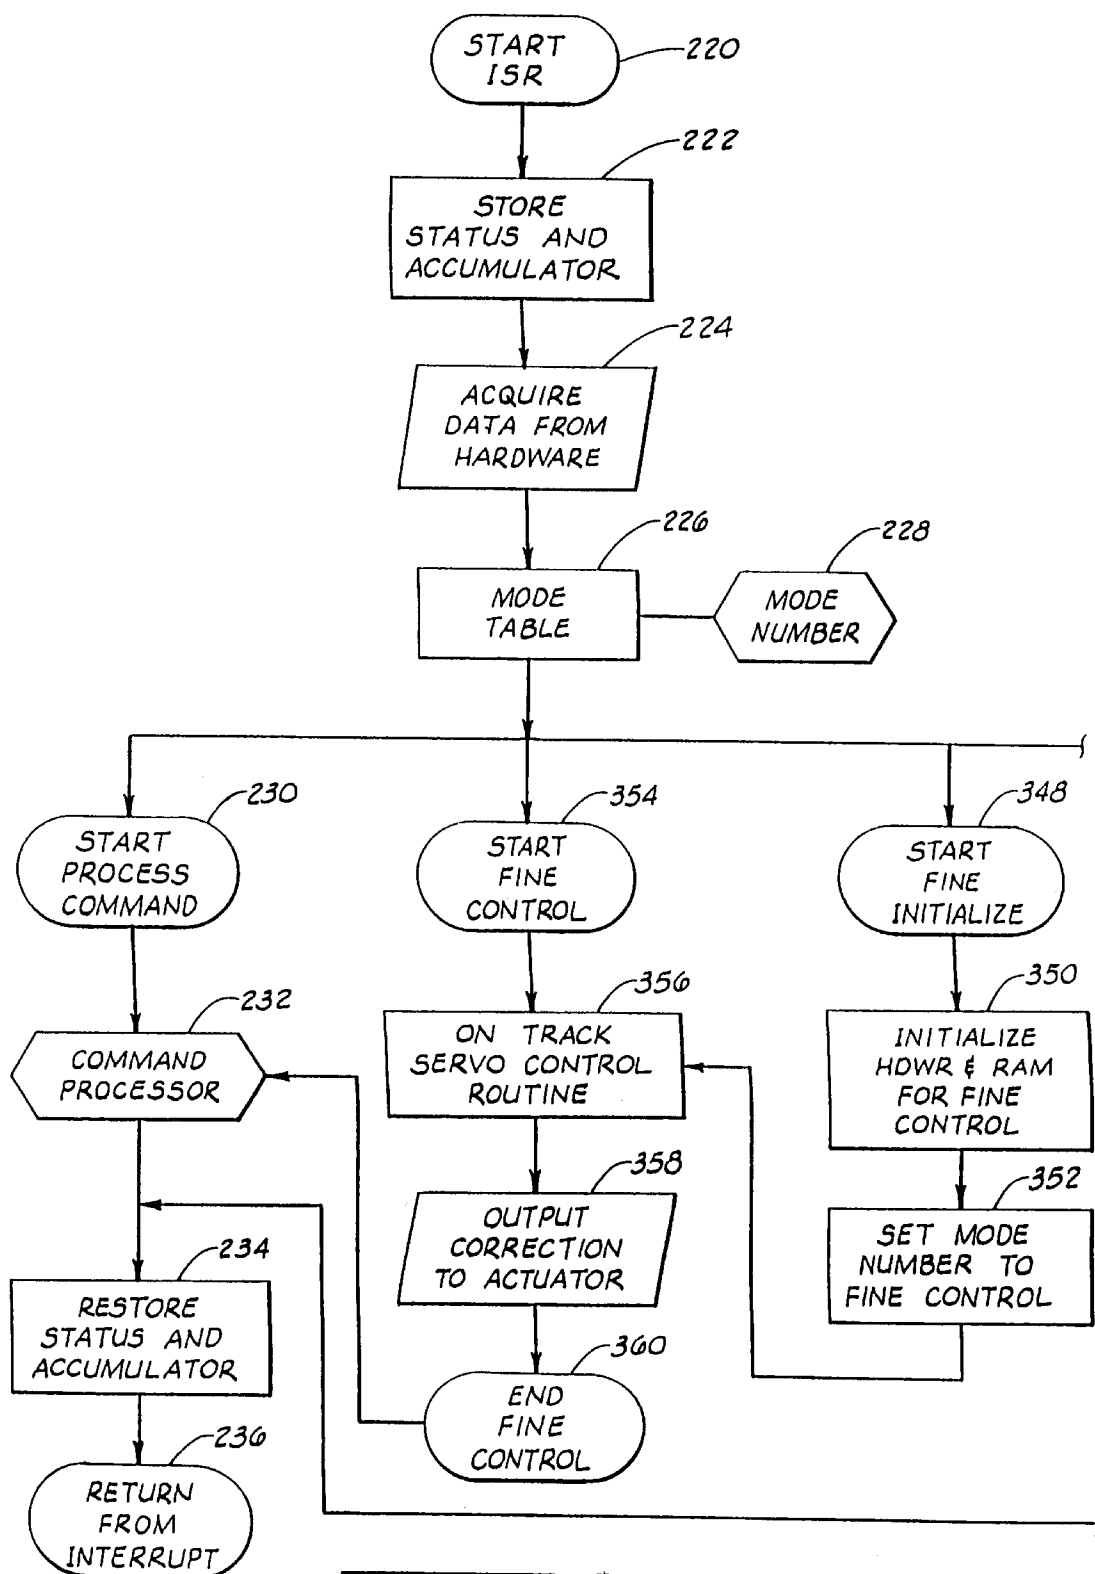 START
ISR
220
222
STORE
STATUS AND
ACCUMULATOR
224
ACQUIRE
DATA FROM
HARDWARE
226
MODE
TABLE
228
MODE
NUMBER
230
START
PROCESS
COMMAND
354
START
FINE
CONTROL
348
START
FINE
INITIALIZE
232
COMMAND
PROCESSOR
356
ON TRACK
SERVO CONTROL
ROUTINE
350
INITIALIZE
HDWR & RAM
FOR FINE
CONTROL
358
OUTPUT
CORRECTION
TO ACTUATOR
352
SET MODE
NUMBER TO
FINE CONTROL
234
RESTORE
STATUS AND
ACCUMULATOR
360
END
FINE
CONTROL
236
RETURN
FROM
INTERRUPT